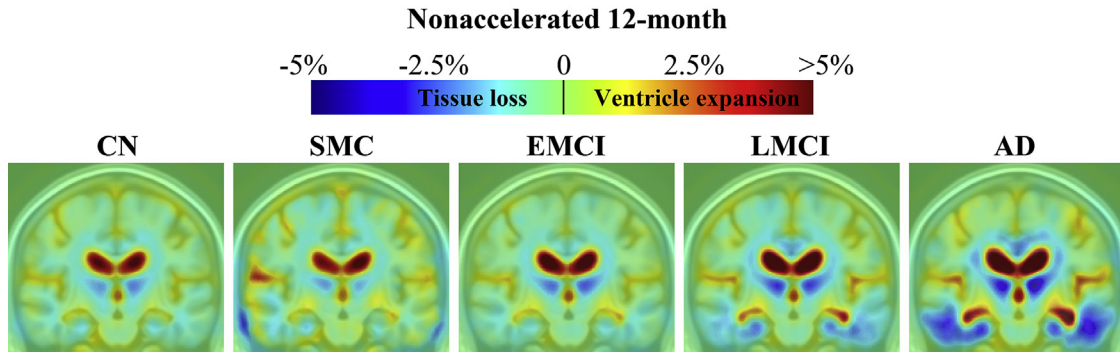 Nonaccelerated 12-month
-5% -2.5% 0 2.5% >5%
Tissue loss Ventricle expansion
CN SMC EMCI LMCI AD